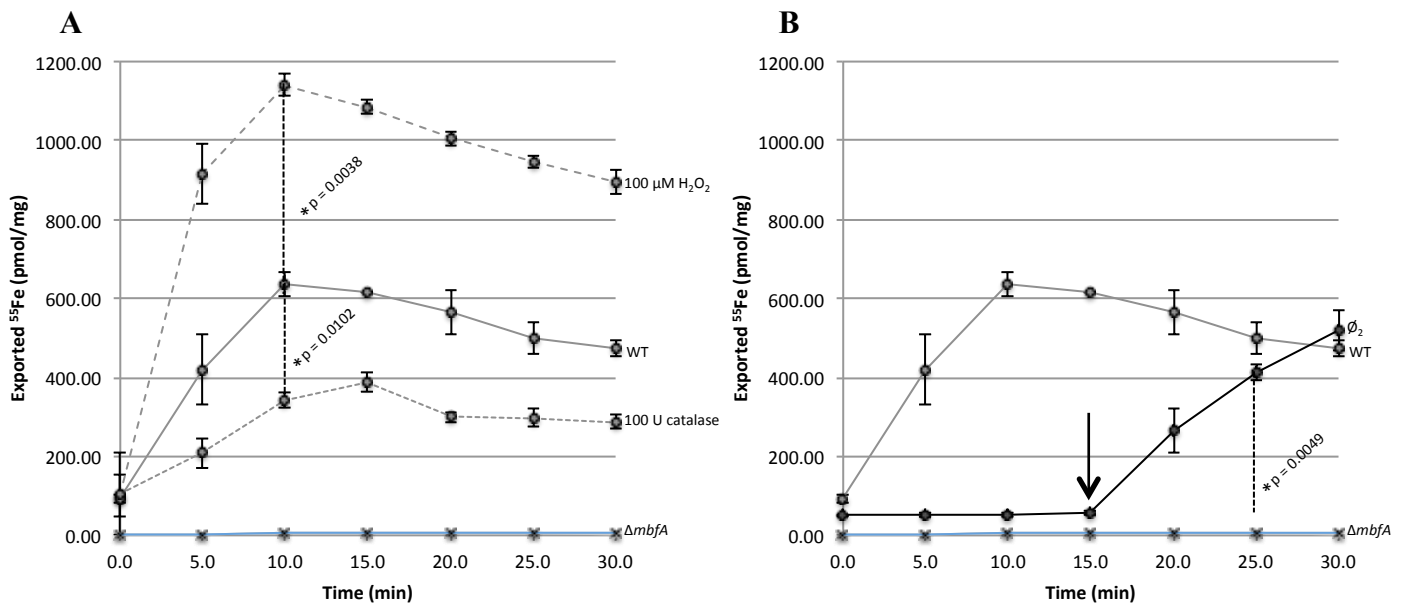 A
B
1200.00
1000.00
800.00
600.00
400.00
200.00
0.00
0.0
5.0
10.0
15.0
20.0
25.0
30.0
Time (min)
Exported ⁵⁵Fe (pmol/mg)
*p = 0.0038
*p = 0.0102
100 µM H₂O₂
WT
100 U catalase
ΔmbfA
1200.00
1000.00
800.00
600.00
400.00
200.00
0.00
0.0
5.0
10.0
15.0
20.0
25.0
30.0
Time (min)
Exported ⁵⁵Fe (pmol/mg)
*p = 0.0049
Ø₂
WT
ΔmbfA